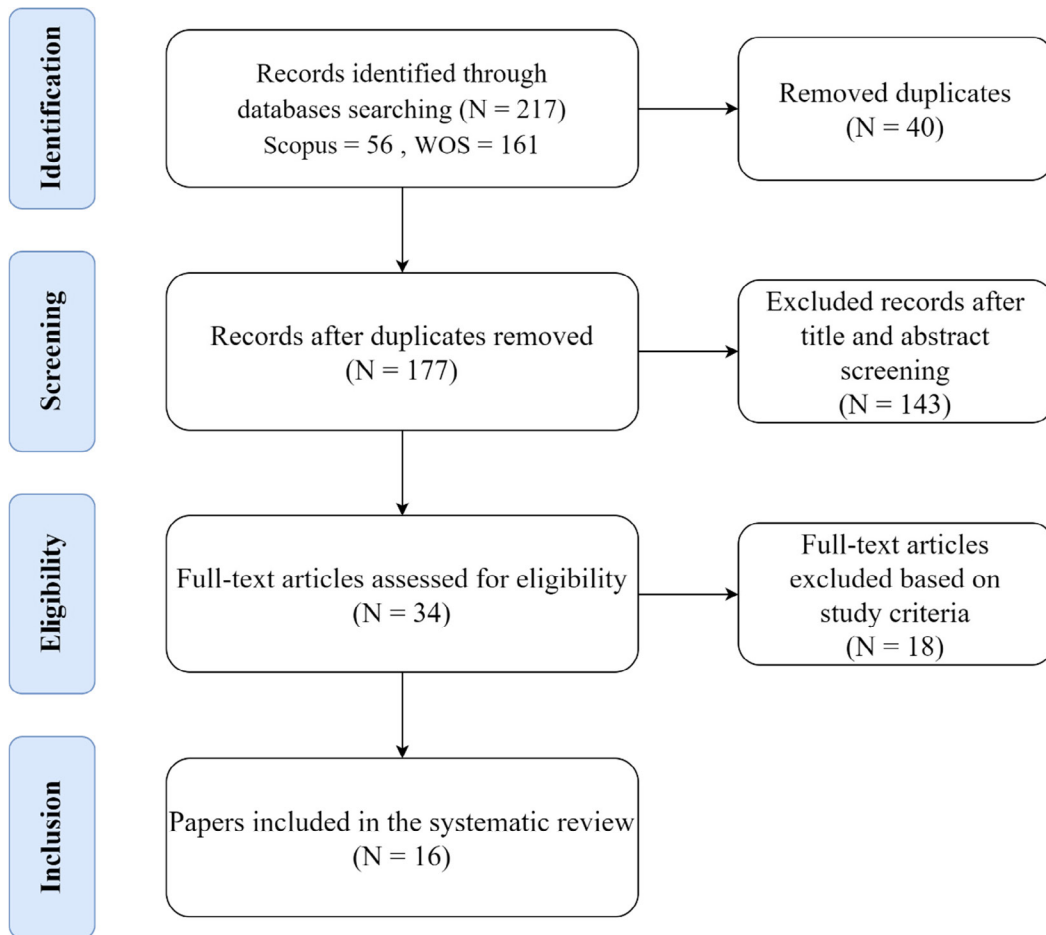 Identification
Records identified through
databases searching (N = 217)
Scopus = 56 , WOS = 161
Removed duplicates
(N = 40)
Screening
Records after duplicates removed
(N = 177)
Excluded records after
title and abstract
screening
(N = 143)
Eligibility
Full-text articles assessed for eligibility
(N = 34)
Full-text articles
excluded based on
study criteria
(N = 18)
Inclusion
Papers included in the systematic review
(N = 16)